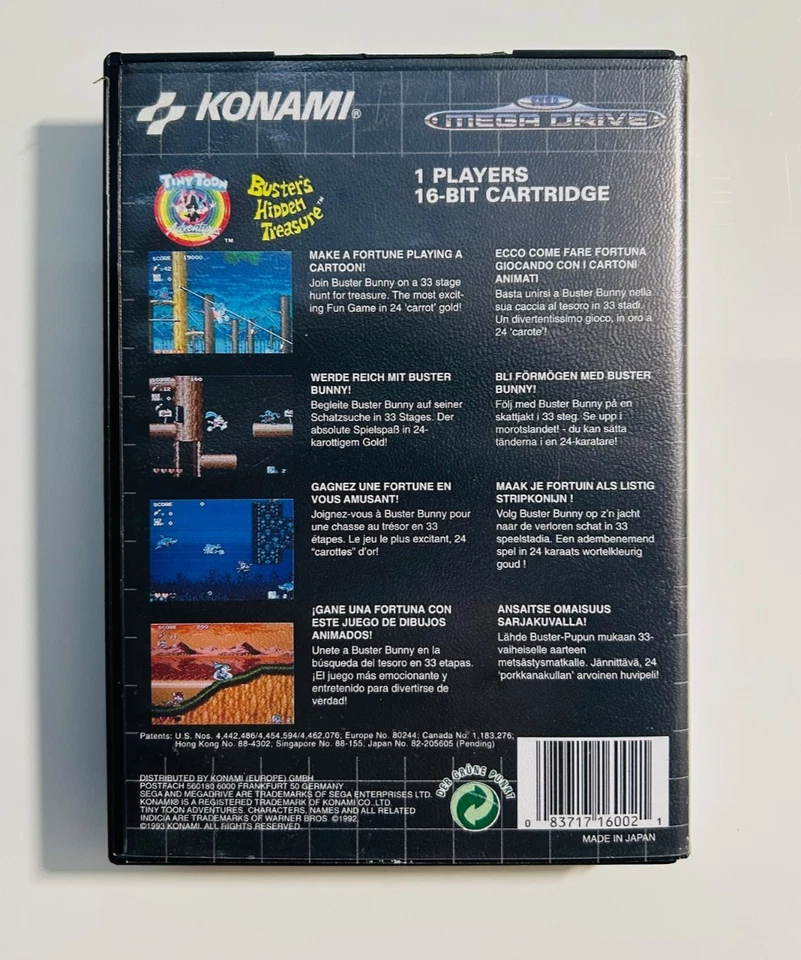 KONAMI®
SEGA
MEGA DRIVE
TINY TOON
Adventures
TM
BUSTER'S
HIDDEN
TREASURE™
1 PLAYERS
16-BIT CARTRIDGE
SCORE 19000
MAKE A FORTUNE PLAYING A
CARTOON!
Join Buster Bunny on a 33 stage
hunt for treasure. The most excit-
ing Fun Game in 24 'carrot' gold!
ECCO COME FARE FORTUNA
GIOCANDO CON I CARTONI
ANIMATI
Basta unirsi a Buster Bunny nella
sua caccia al tesoro in 33 stadi.
Un divertentissimo gioco, in oro a
24 'carote'!
WERDE REICH MIT BUSTER
BUNNY!
Begleite Buster Bunny auf seiner
Schatzsuche in 33 Stages. Der
absolute Spielspaß in 24-
karottigem Gold!
BLI FÖRMÖGEN MED BUSTER
BUNNY!
Följ med Buster Bunny på en
skattjakt i 33 steg. Se upp i
morotslandet! - du kan sätta
tänderna i en 24-karatare!
SCORE 0
GAGNEZ UNE FORTUNE EN
VOUS AMUSANT!
Joignez-vous à Buster Bunny pour
une chasse au trésor en 33
étapes. Le jeu le plus excitant, 24
"carottes" d'or!
MAAK JE FORTUIN ALS LISTIG
STRIPKONIJN !
Volg Buster Bunny op z'n jacht
naar de verloren schat in 33
speelstadia. Een adembenemend
spel in 24 karaats wortelkleurig
goud !
¡GANE UNA FORTUNA CON
ESTE JUEGO DE DIBUJOS
ANIMADOS!
Unete a Buster Bunny en la
búsqueda del tesoro en 33 etapas.
¡El juego más emocionante y
entretenido para divertirse de
verdad!
ANSAITSE OMAISUUS
SARJAKUVALLA!
Lähde Buster-Pupun mukaan 33-
vaiheiselle aarteen
metsästysmatkalle. Jännittävä, 24
'porkkanakullan' arvoinen huvipeli!
Patents: U.S. Nos. 4,442,486/4,454,594/4,462,076; Europe No. 80244; Canada No. 1,183,276;
Hong Kong No. 88-4302; Singapore No. 88-155; Japan No. 82-205605 (Pending)
DISTRIBUTED BY KONAMI (EUROPE) GMBH
POSTFACH 560180 6000 FRANKFURT 50 GERMANY
SEGA AND MEGADRIVE ARE TRADEMARKS OF SEGA ENTERPRISES LTD.
KONAMI® IS A REGISTERED TRADEMARK OF KONAMI CO. LTD.
TINY TOON ADVENTURES, CHARACTERS, NAMES AND ALL RELATED
INDICIA ARE TRADEMARKS OF WARNER BROS. ©1992.
©1993 KONAMI. ALL RIGHTS RESERVED.
DER GRÜNE PUNKT
0 83717 16002 1
MADE IN JAPAN